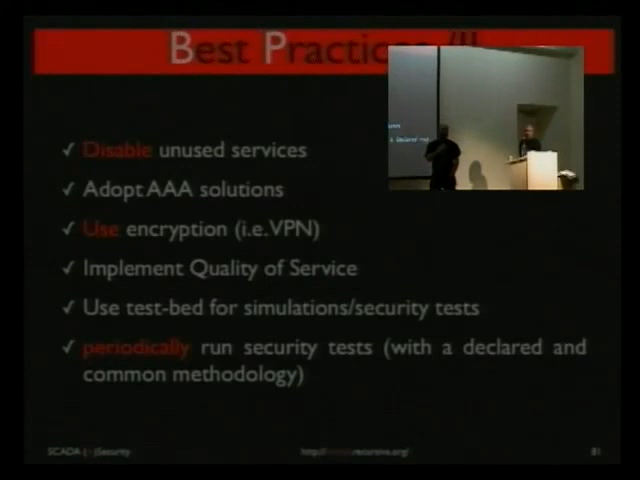 Best Practices
✓ Disable unused services
✓ Adopt AAA solutions
✓ Use encryption (i.e. VPN)
✓ Implement Quality of Service
✓ Use test-bed for simulations/security tests
✓ periodically run security tests (with a declared and
common methodology)
SCADA Security
81